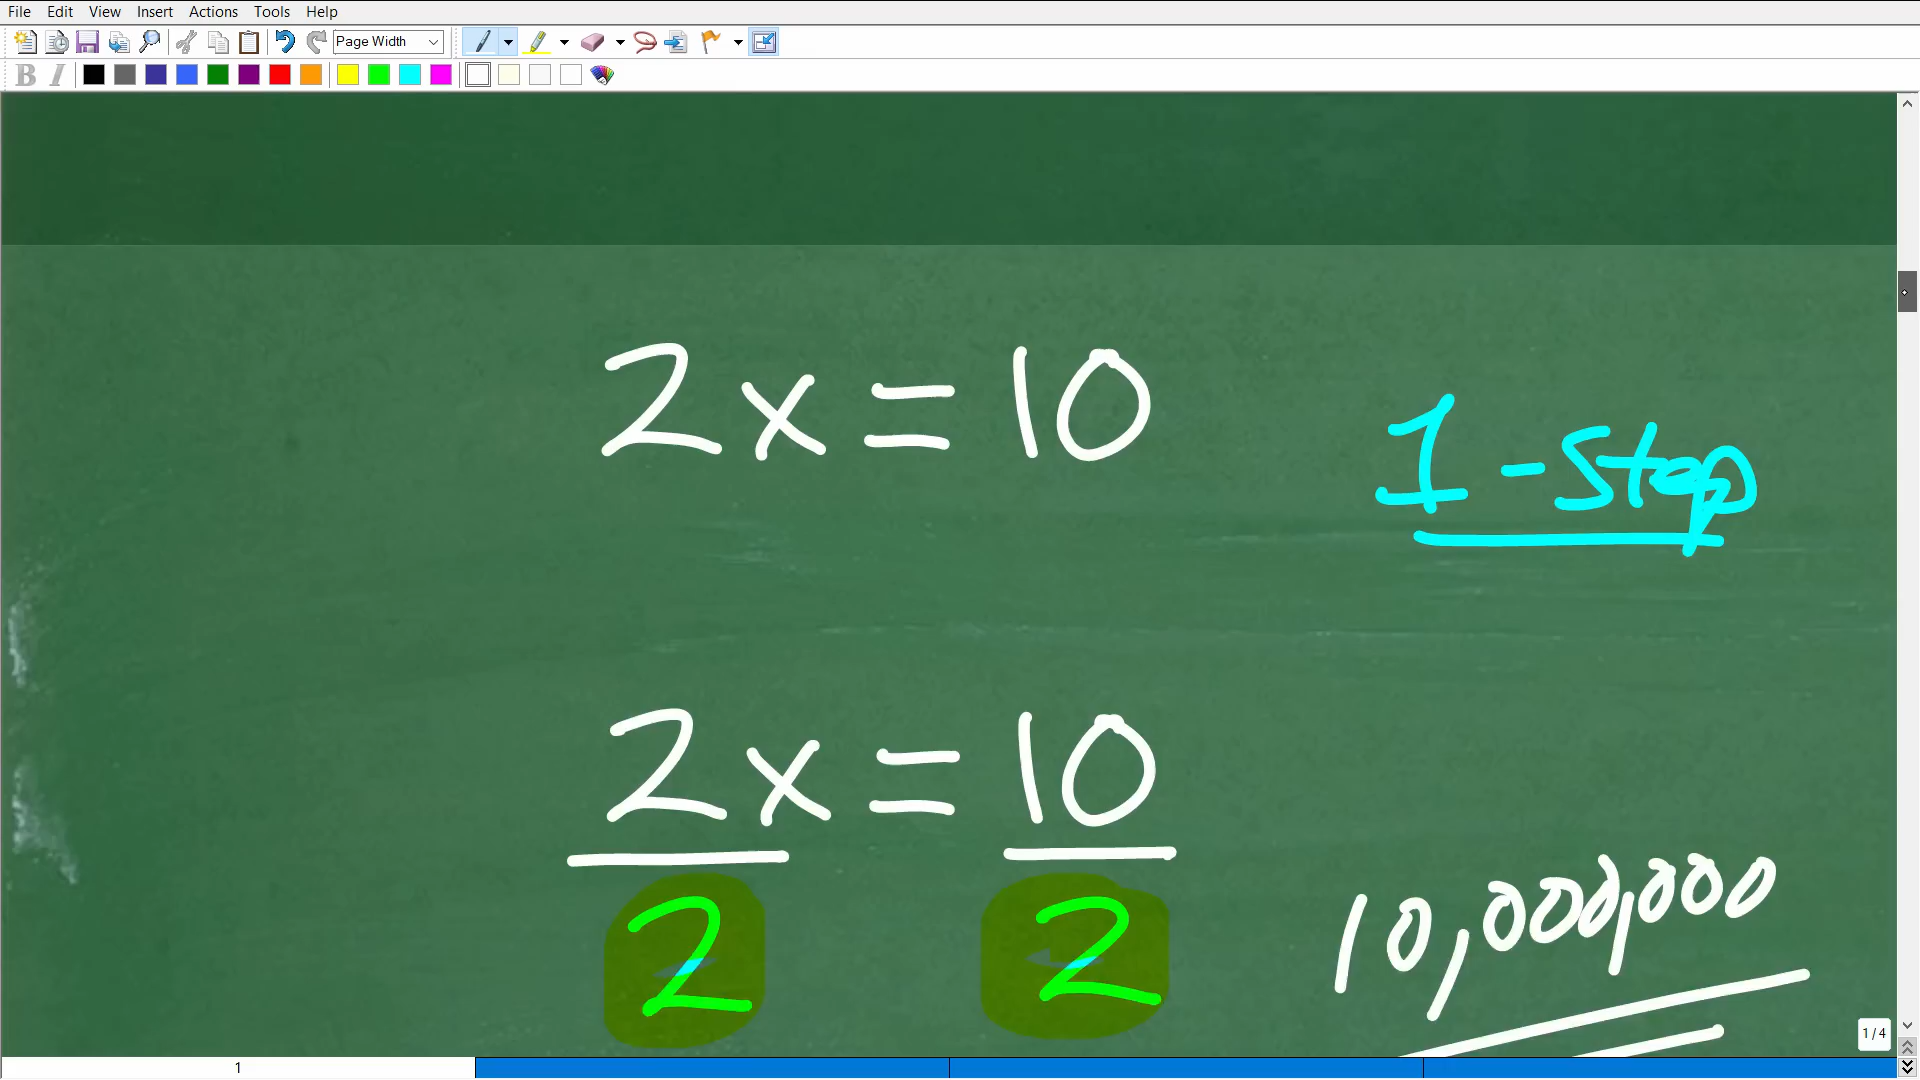 File Edit View Insert Actions Tools Help
Page Width
B I
2x = 10
1 - Step
2x = 10
2 2
10,000,000
1 / 4
1